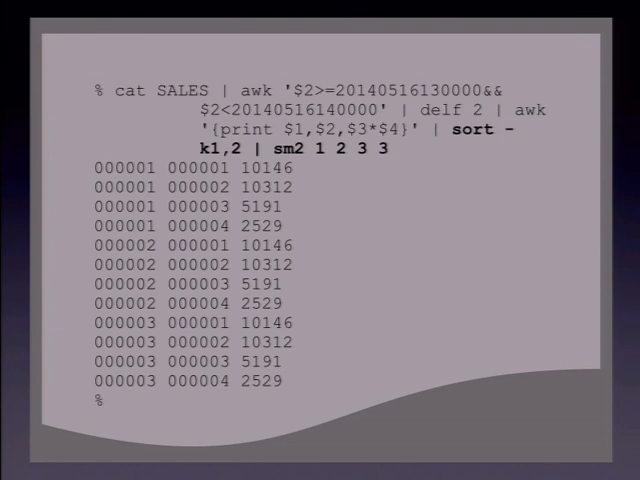 % cat SALES | awk '$2>=20140516130000&&
$2<20140516140000' | delf 2 | awk
'{print $1,$2,$3*$4}' | sort -
k1,2 | sm2 1 2 3 3
000001 000001 10146
000001 000002 10312
000001 000003 5191
000001 000004 2529
000002 000001 10146
000002 000002 10312
000002 000003 5191
000002 000004 2529
000003 000001 10146
000003 000002 10312
000003 000003 5191
000003 000004 2529
%